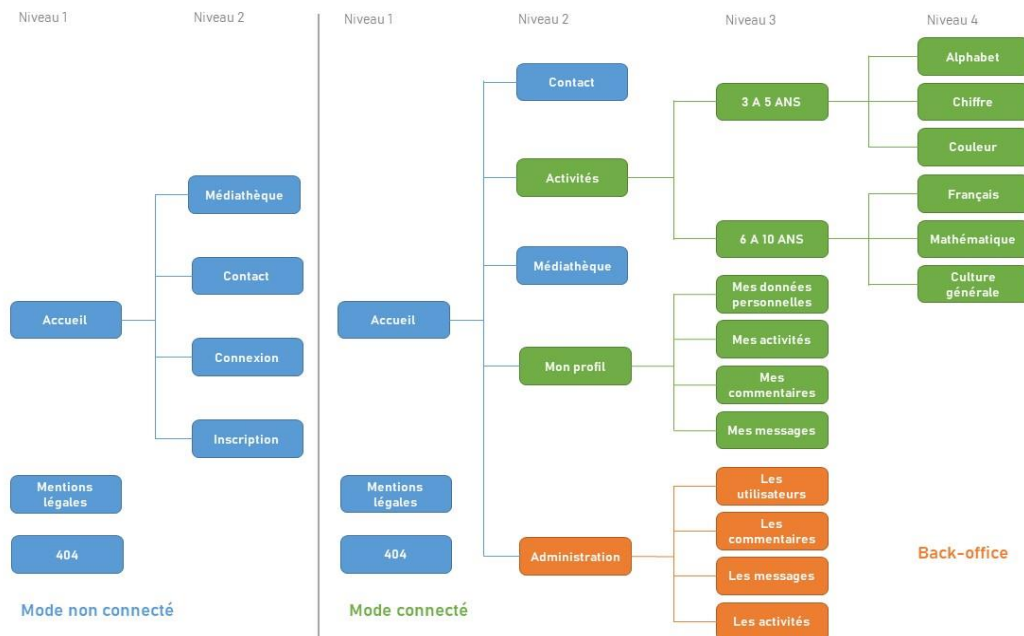 Niveau 1
Niveau 2
Médiathèque
Contact
Accueil
Connexion
Inscription
Mentions
légales
404
Mode non connecté
Niveau 1
Niveau 2
Niveau 3
Niveau 4
Contact
Activités
Médiathèque
Accueil
Mon profil
Mentions
légales
404
Administration
Mode connecté
3 A 5 ANS
6 A 10 ANS
Mes données
personnelles
Mes activités
Mes
commentaires
Mes messages
Les
utilisateurs
Les
commentaires
Les messages
Les activités
Alphabet
Chiffre
Couleur
Français
Mathématique
Culture
générale
Back-office